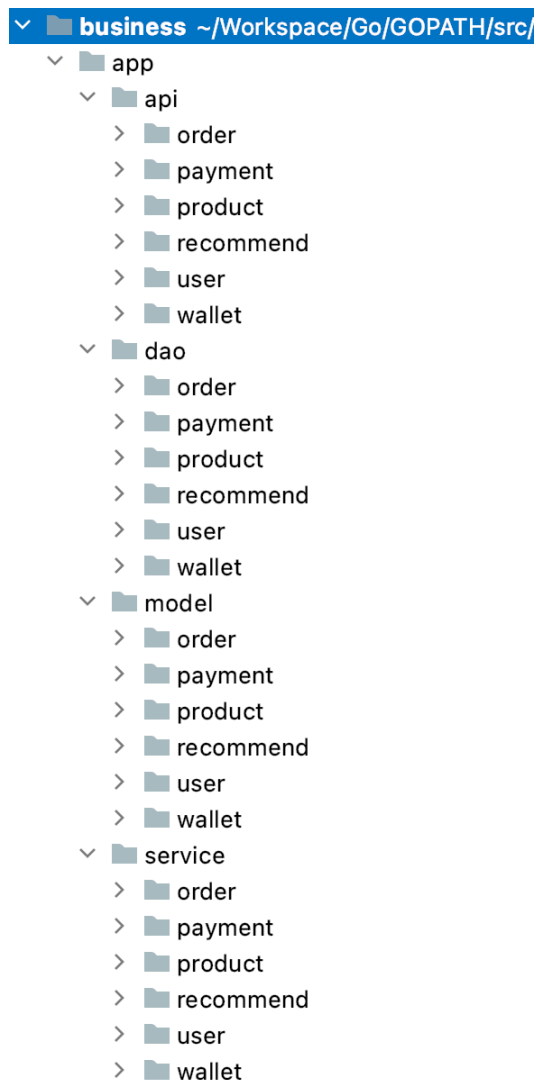 business ~/Workspace/Go/GOPATH/src/
app
api
order
payment
product
recommend
user
wallet
dao
order
payment
product
recommend
user
wallet
model
order
payment
product
recommend
user
wallet
service
order
payment
product
recommend
user
wallet